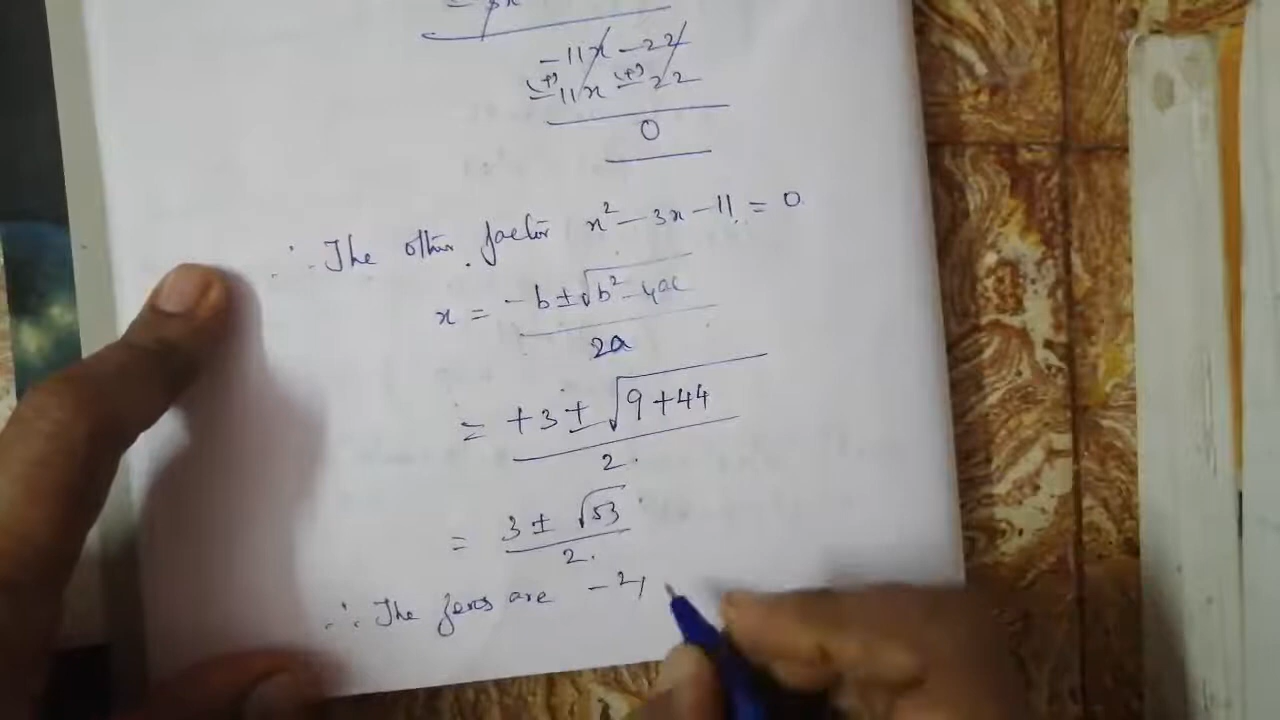 -11x -22
(+) (+)
-11x - 22
0
∴ The other factor x² - 3x - 11 = 0
x = -b ± √b² - 4ac
2a
= +3 ± √9 + 44
2
= 3 ± √53
2
∴ The zeros are -2,